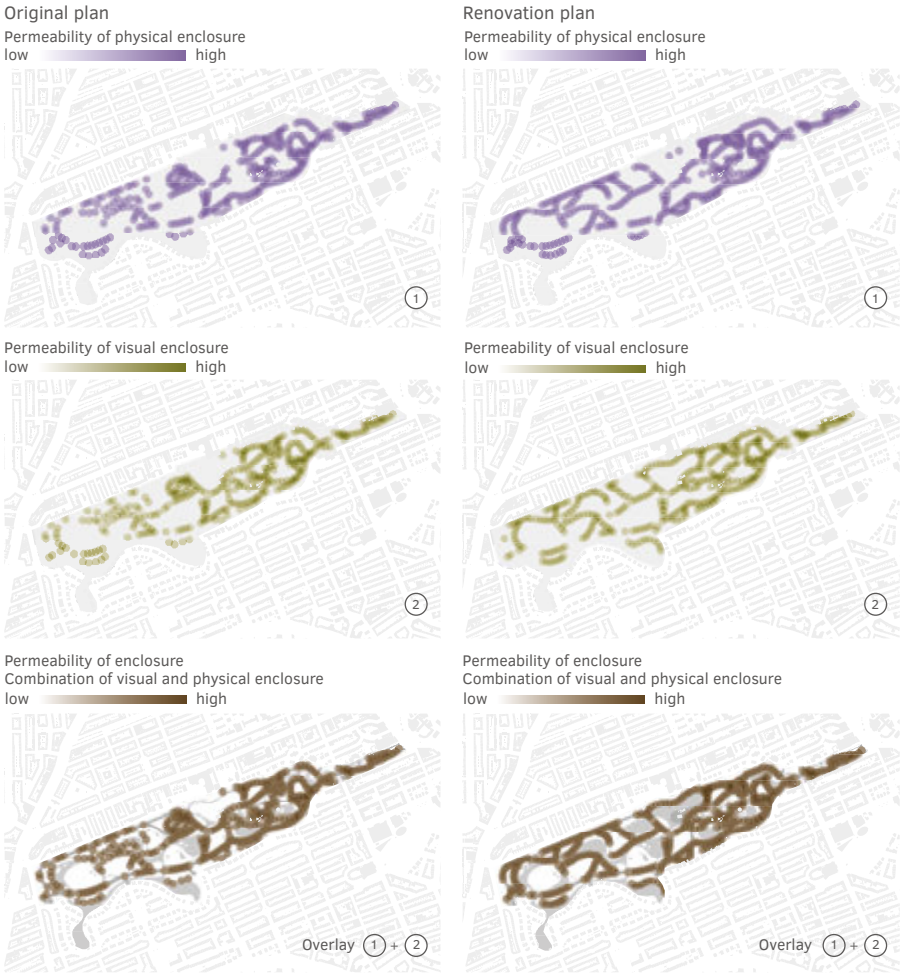 Original plan
Permeability of physical enclosure
low high
1
Renovation plan
Permeability of physical enclosure
low high
1
Permeability of visual enclosure
low high
2
Permeability of visual enclosure
low high
2
Permeability of enclosure
Combination of visual and physical enclosure
low high
Overlay 1 + 2
Permeability of enclosure
Combination of visual and physical enclosure
low high
Overlay 1 + 2